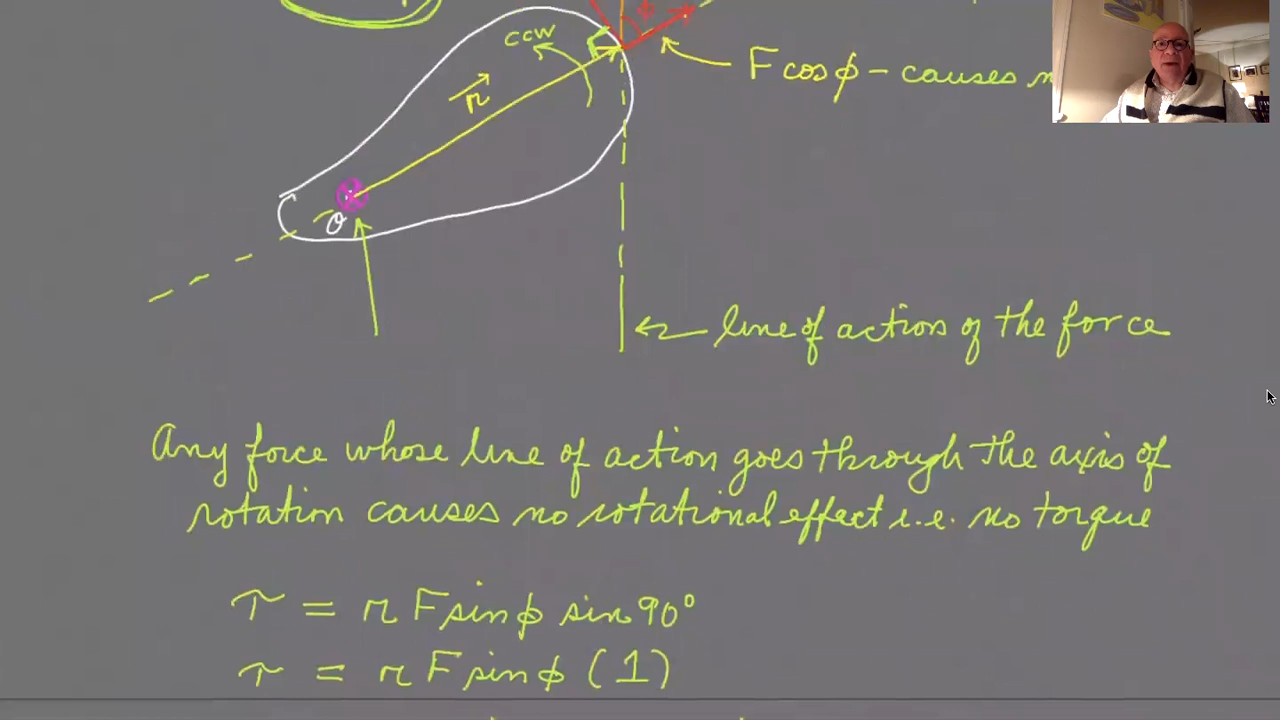 ccw
F cos φ - causes
r
O
line of action of the force
Any force whose line of action goes through the axis of
rotation causes no rotational effect i.e. no torque
τ = r F sin φ sin 90°
τ = r F sin φ (1)